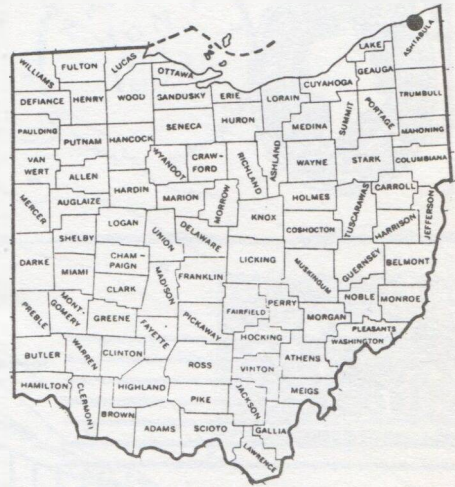 LAKE
ASHTABULA
WILLIAMS
FULTON
LUCAS
OTTAWA
GEAUGA
CUYAHOGA
DEFIANCE
HENRY
WOOD
SANDUSKY
ERIE
LORAIN
TRUMBULL
SUMMIT
PORTAGE
PAULDING
PUTNAM
HANCOCK
SENECA
HURON
MEDINA
MAHONING
VAN
WERT
ALLEN
WYANDOT
CRAW-
FORD
RICHLAND
ASHLAND
WAYNE
STARK
COLUMBIANA
MERCER
AUGLAIZE
HARDIN
MARION
MORROW
HOLMES
TUSCARAWAS
CARROLL
JEFFERSON
LOGAN
UNION
DELAWARE
KNOX
COSHOCTON
HARRISON
SHELBY
DARKE
MIAMI
CHAM-
PAIGN
LICKING
MUSKINGUM
GUERNSEY
BELMONT
CLARK
MADISON
FRANKLIN
PREBLE
MONT-
GOMERY
GREENE
FAYETTE
PICKAWAY
FAIRFIELD
PERRY
MORGAN
NOBLE
MONROE
PLEASANTS
WASHINGTON
HOCKING
BUTLER
WARREN
CLINTON
ROSS
VINTON
ATHENS
HAMILTON
CLERMONT
HIGHLAND
PIKE
JACKSON
MEIGS
BROWN
ADAMS
SCIOTO
GALLIA
LAWRENCE